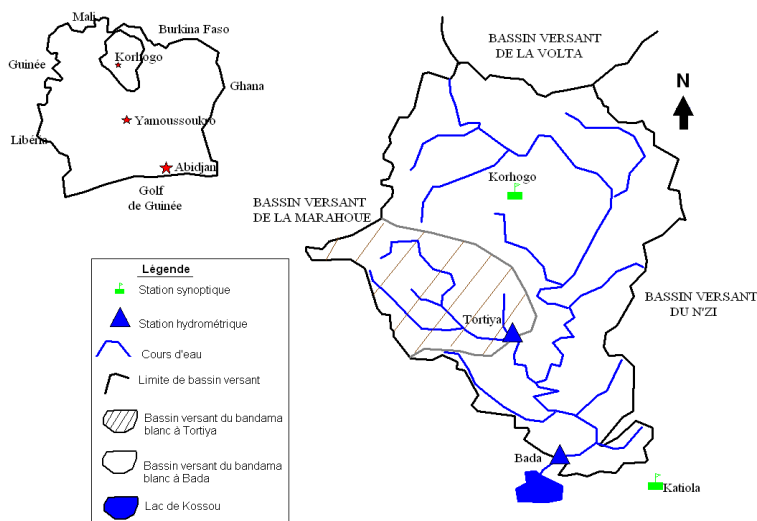 Mali
Burkina Faso
Guinée
Korhogo
Ghana
Yamoussoukro
Libéria
Abidjan
Golf
de Guinée
BASSIN VERSANT
DE LA VOLTA
N
Korhogo
BASSIN VERSANT
DE LA MARAHOUE
BASSIN VERSANT
DU N'ZI
Tortiya
Bada
Katiola
Légende
Station synoptique
Station hydrométrique
Cours d'eau
Limite de bassin versant
Bassin versant du bandama
blanc à Tortiya
Bassin versant du bandama
blanc à Bada
Lac de Kossou